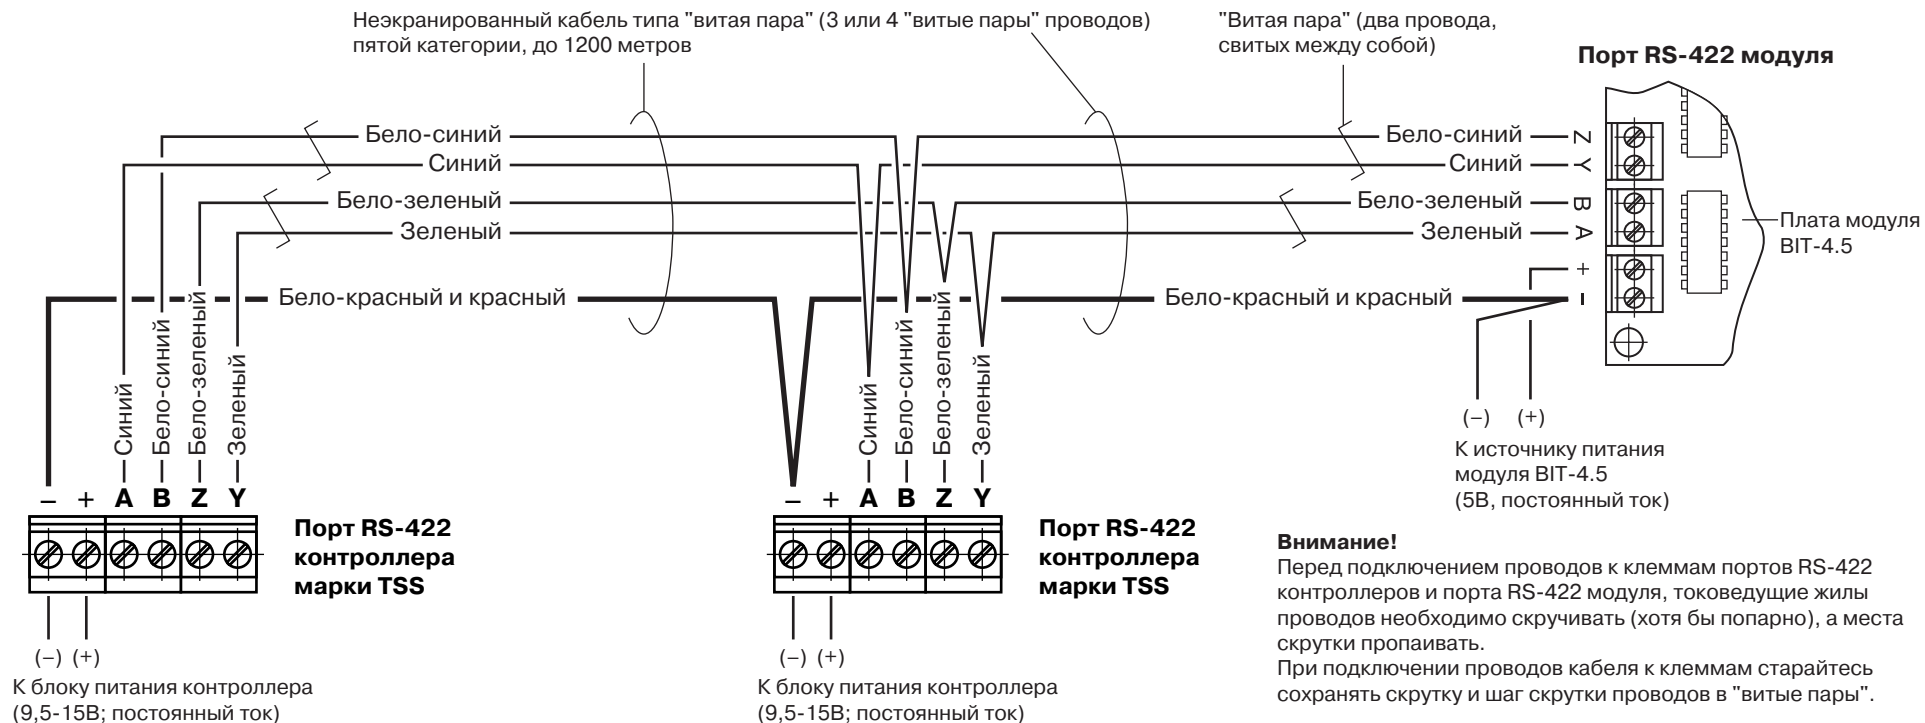 Неэкранированный кабель типа "витая пара" (3 или 4 "витые пары" проводов)
пятой категории, до 1200 метров
"Витая пара" (два провода,
свитых между собой)
Порт RS-422 модуля
Бело-синий
Бело-синий
Z
Синий
Синий
Y
Бело-зеленый
Бело-зеленый
B
Зеленый
Зеленый
A
Плата модуля
BIT-4.5
+
Бело-красный и красный
Бело-красный и красный
–
Синий
Бело-синий
Бело-зеленый
Зеленый
Синий
Бело-синий
Бело-зеленый
Зеленый
(–) (+)
К источнику питания
модуля BIT-4.5
(5В, постоянный ток)
– + A B Z Y
– + A B Z Y
Порт RS-422
контроллера
марки TSS
Порт RS-422
контроллера
марки TSS
Внимание!
Перед подключением проводов к клеммам портов RS-422
контроллеров и порта RS-422 модуля, токоведущие жилы
проводов необходимо скручивать (хотя бы попарно), а места
скрутки пропаивать.
При подключении проводов кабеля к клеммам старайтесь
сохранять скрутку и шаг скрутки проводов в "витые пары".
(–) (+)
К блоку питания контроллера
(9,5-15В; постоянный ток)
(–) (+)
К блоку питания контроллера
(9,5-15В; постоянный ток)